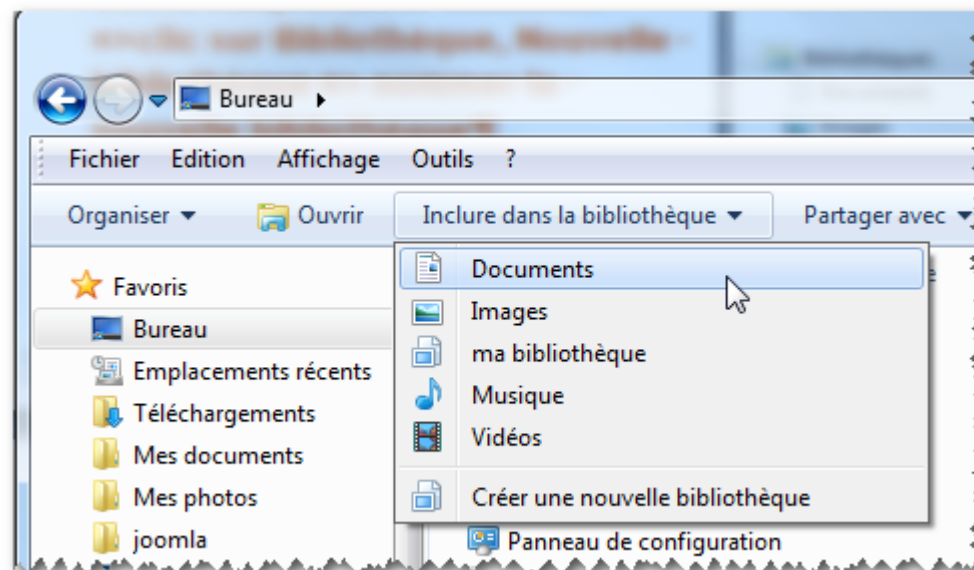 Bureau
Fichier Edition Affichage Outils ?
Organiser Ouvrir Inclure dans la bibliothèque Partager avec
Favoris
Bureau
Emplacements récents
Téléchargements
Mes documents
Mes photos
joomla
Documents
Images
ma bibliothèque
Musique
Vidéos
Créer une nouvelle bibliothèque
Panneau de configuration